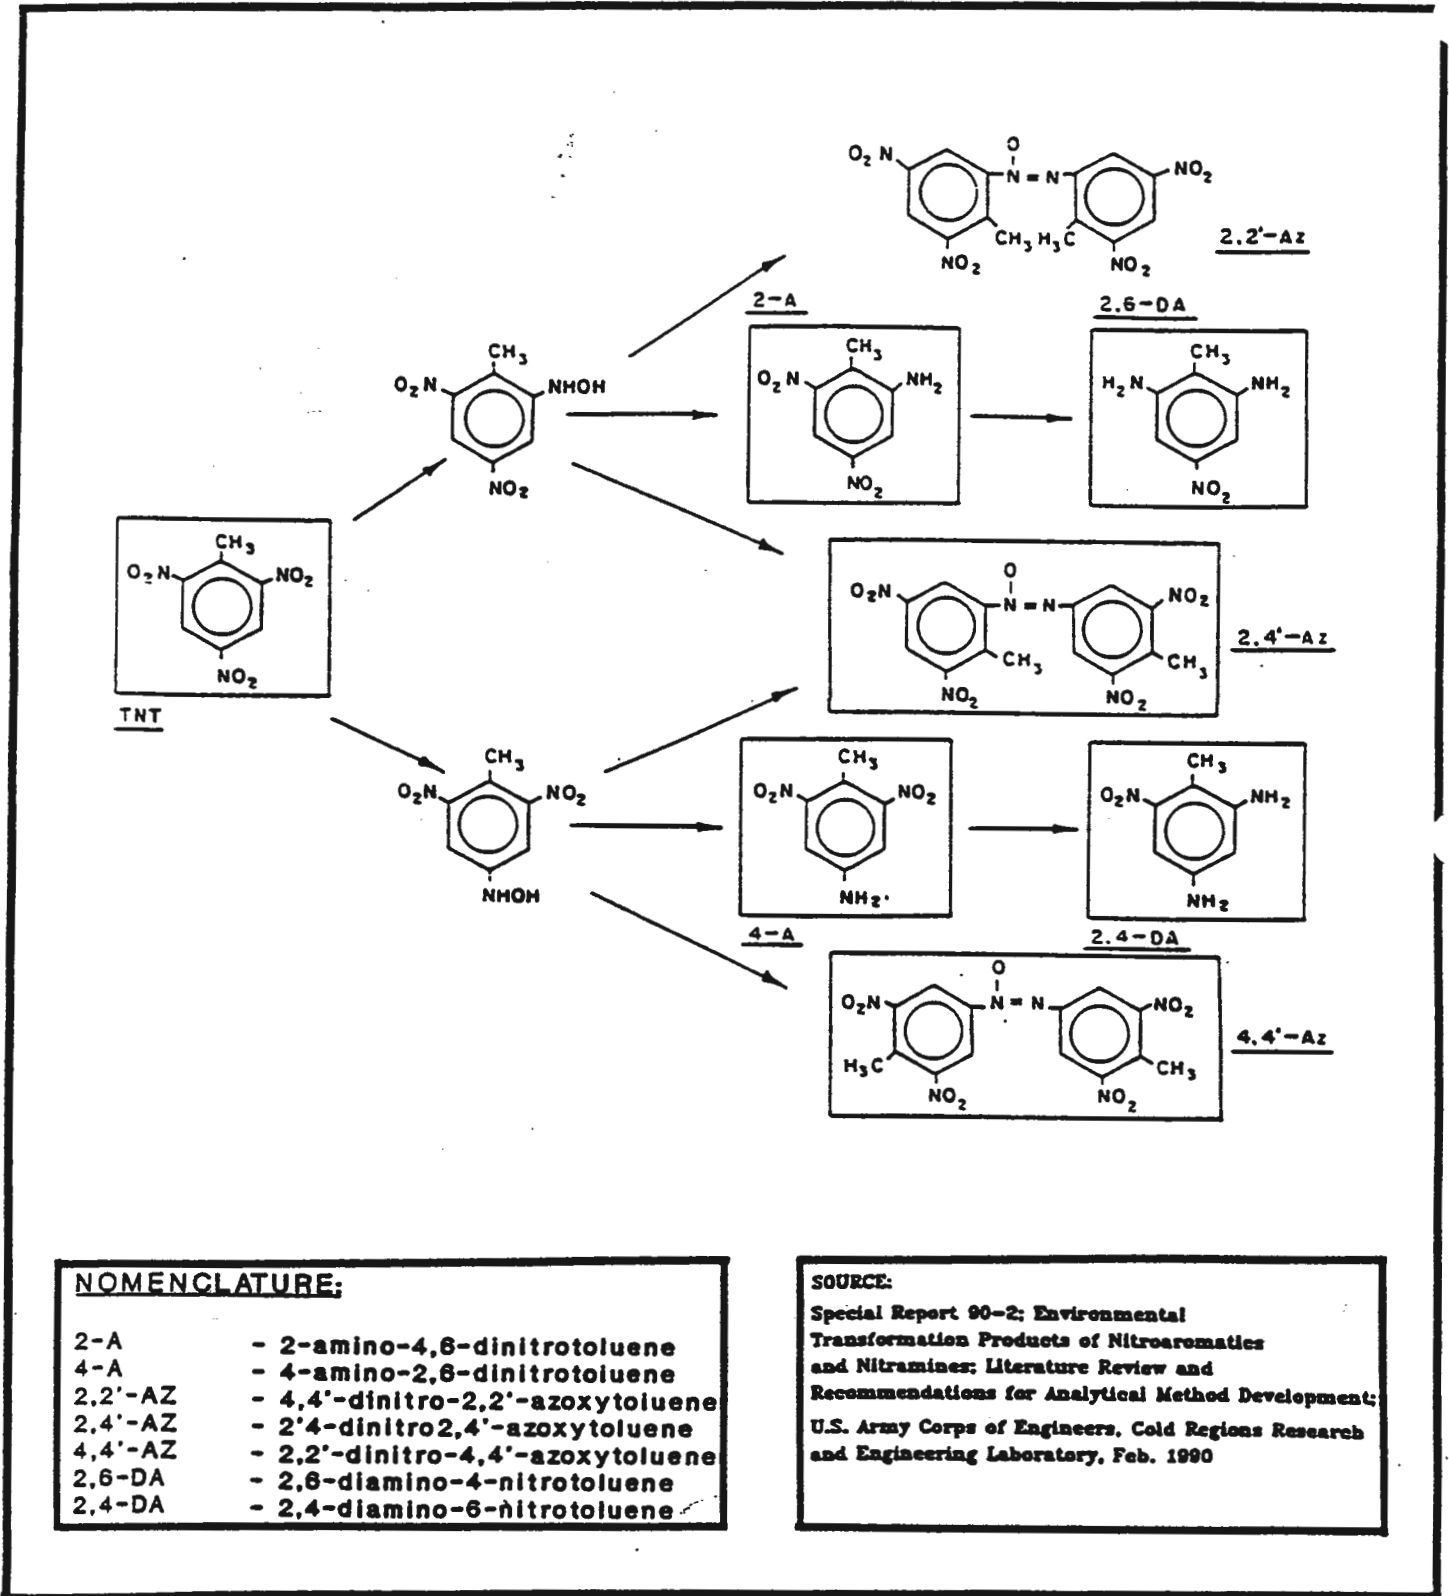 O
O2N
N = N
NO2
CH3 H3C
NO2
NO2
2,2'-Az
2-A
2,6-DA
CH3
O2N
NHOH
NO2
CH3
O2N
NH2
NO2
CH3
H2N
NH2
NO2
CH3
O2N
NO2
NO2
TNT
O
O2N
N = N
NO2
CH3
CH3
NO2
NO2
2,4'-Az
CH3
O2N
NO2
NHOH
CH3
O2N
NO2
NH2.
CH3
O2N
NH2
NH2
4-A
2,4-DA
O
O2N
N = N
NO2
H3C
CH3
NO2
NO2
4,4'-Az
NOMENCLATURE:
2-A - 2-amino-4,6-dinitrotoluene
4-A - 4-amino-2,6-dinitrotoluene
2,2'-AZ - 4,4'-dinitro-2,2'-azoxytoluene
2,4'-AZ - 2'4-dinitro2,4'-azoxytoluene
4,4'-AZ - 2,2'-dinitro-4,4'-azoxytoluene
2,6-DA - 2,6-diamino-4-nitrotoluene
2,4-DA - 2,4-diamino-6-nitrotoluene
SOURCE:
Special Report 90-2; Environmental
Transformation Products of Nitroaromatics
and Nitramines; Literature Review and
Recommendations for Analytical Method Development;
U.S. Army Corps of Engineers, Cold Regions Research
and Engineering Laboratory, Feb. 1990